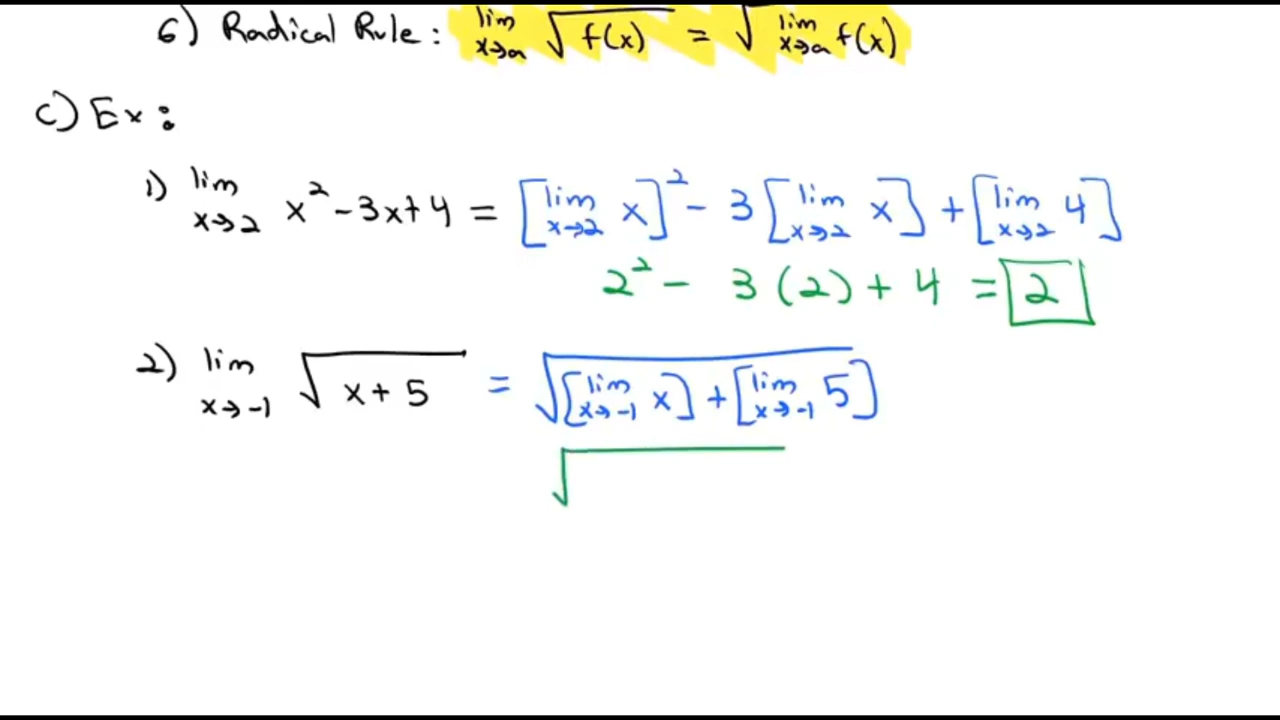 6) Radical Rule: lim x→a √f(x) = √lim x→a f(x)
C) Ex:
1) lim x→2 x² - 3x + 4 = [lim x→2 x]² - 3[lim x→2 x] + [lim x→2 4]
2² - 3(2) + 4 = 2
2) lim x→-1 √x + 5 = √[lim x→-1 x] + [lim x→-1 5]
√